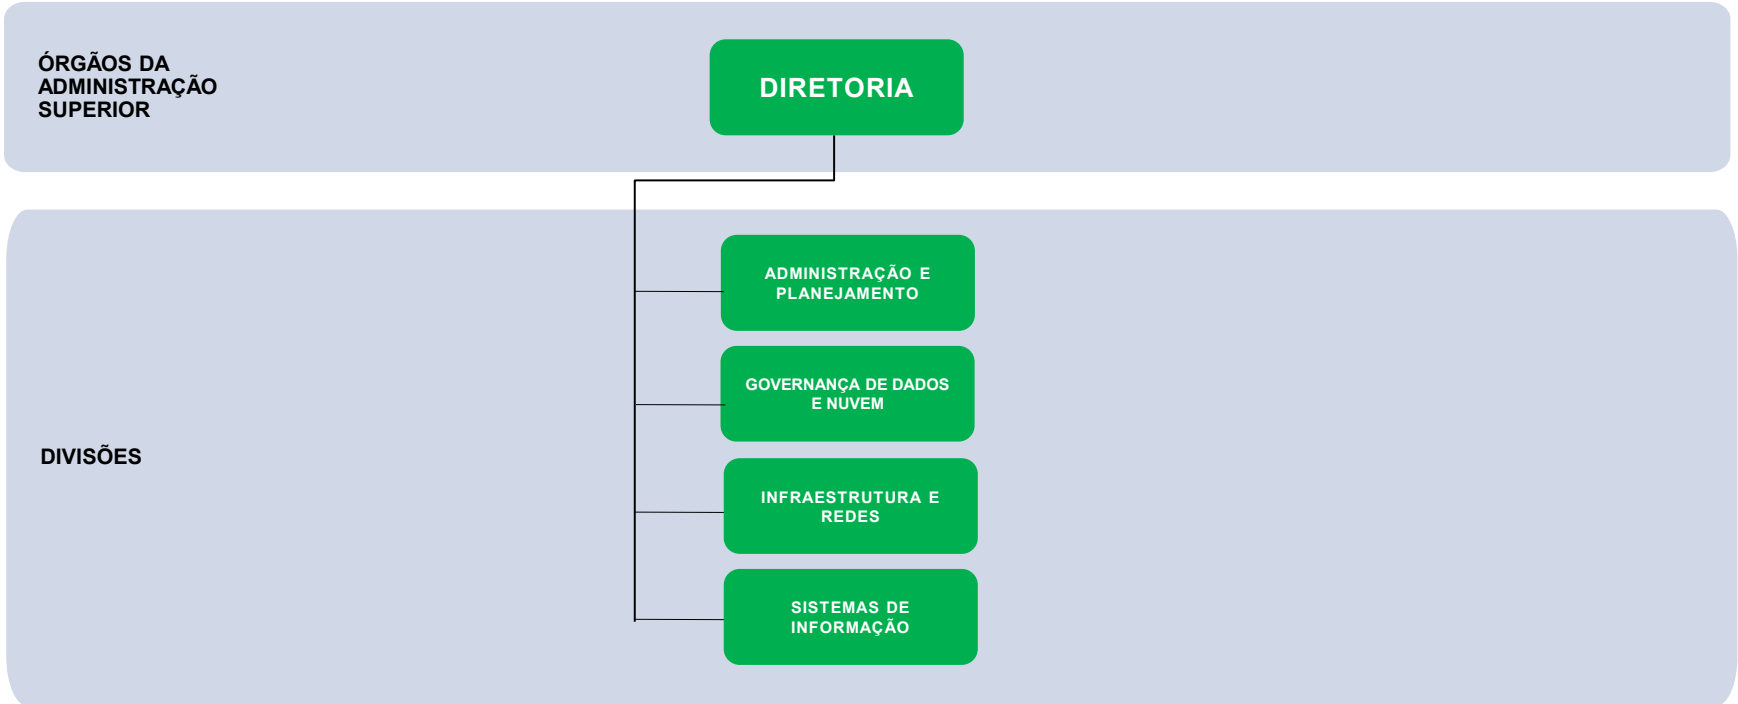 ÓRGÃOS DA
ADMINISTRAÇÃO
SUPERIOR
DIRETORIA
DIVISÕES
ADMINISTRAÇÃO E
PLANEJAMENTO
GOVERNANÇA DE DADOS
E NUVEM
INFRAESTRUTURA E
REDES
SISTEMAS DE
INFORMAÇÃO